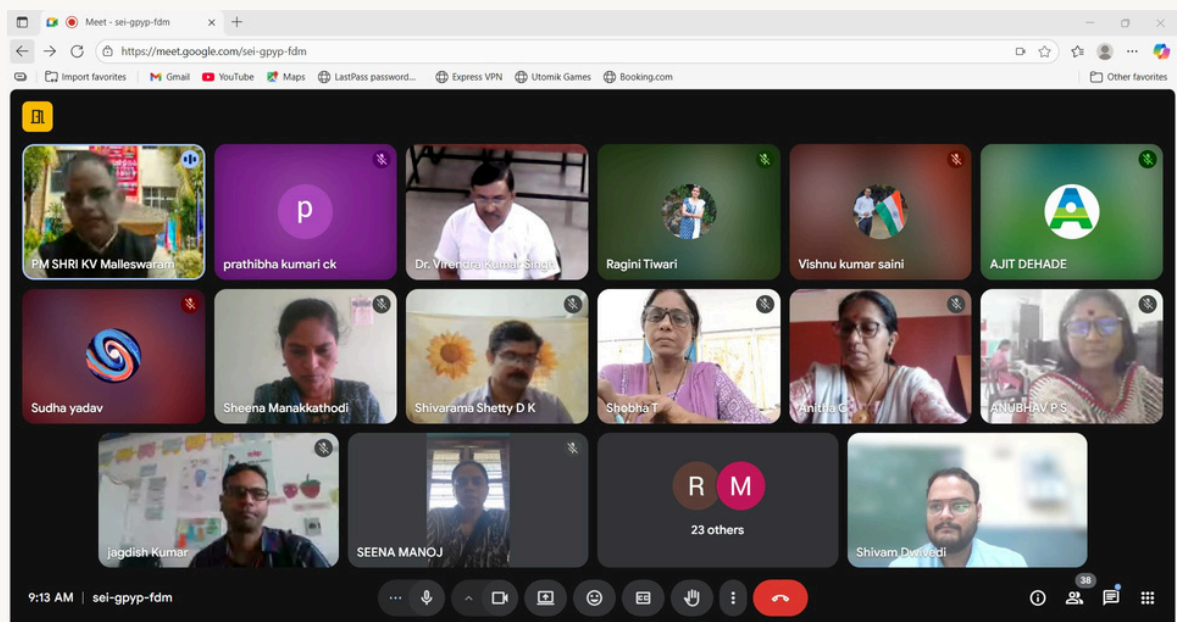 Meet - sei-gpyp-fdm
https://meet.google.com/sei-gpyp-fdm
Import favorites Gmail YouTube Maps LastPass password... Express VPN Utomik Games Booking.com Other favorites
PM SHRI KV Malleswaram
p
prathibha kumari ck
Dr. Virendra Kumar Singh
Ragini Tiwari
Vishnu kumar saini
AJIT DEHADE
Sudha yadav
Sheena Manakkathodi
Shivarama Shetty D K
Shobha T
Anitha C
ANUBHAV P S
jagdish Kumar
SEENA MANOJ
R M
23 others
Shivam Dwivedi
9:13 AM | sei-gpyp-fdm
38